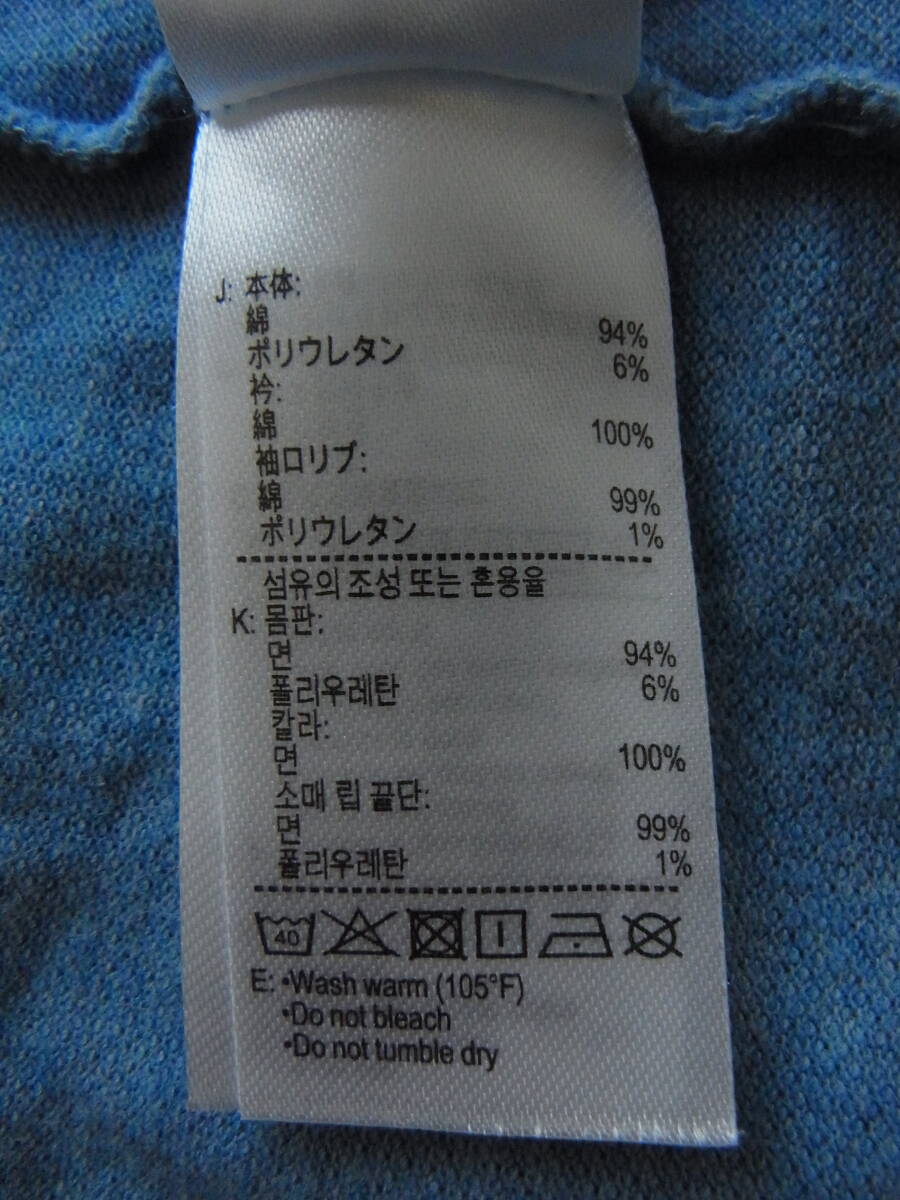 J: 本体:
綿 94%
ポリウレタン 6%
衿:
綿 100%
袖口リブ:
綿 99%
ポリウレタン 1%
섬유의 조성 또는 혼용율
K: 몸판:
면 94%
폴리우레탄 6%
칼라:
면 100%
소매 립 끝단:
면 99%
폴리우레탄 1%
40
E: •Wash warm (105°F)
•Do not bleach
•Do not tumble dry